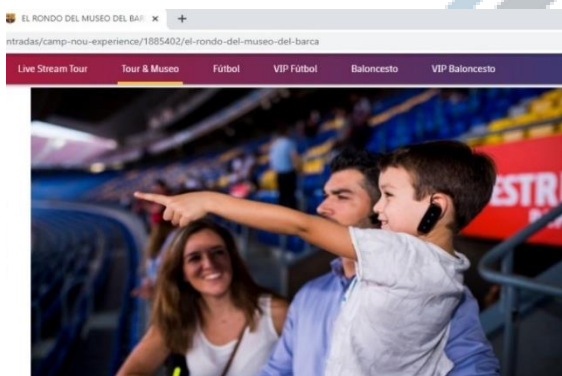 EL RONDO DEL MUSEO DEL BAR
ntradas/camp-nou-experience/1885402/el-rondo-del-museo-del-barca
Live Stream Tour Tour & Museo Fútbol VIP Fútbol Baloncesto VIP Baloncesto
ESTR